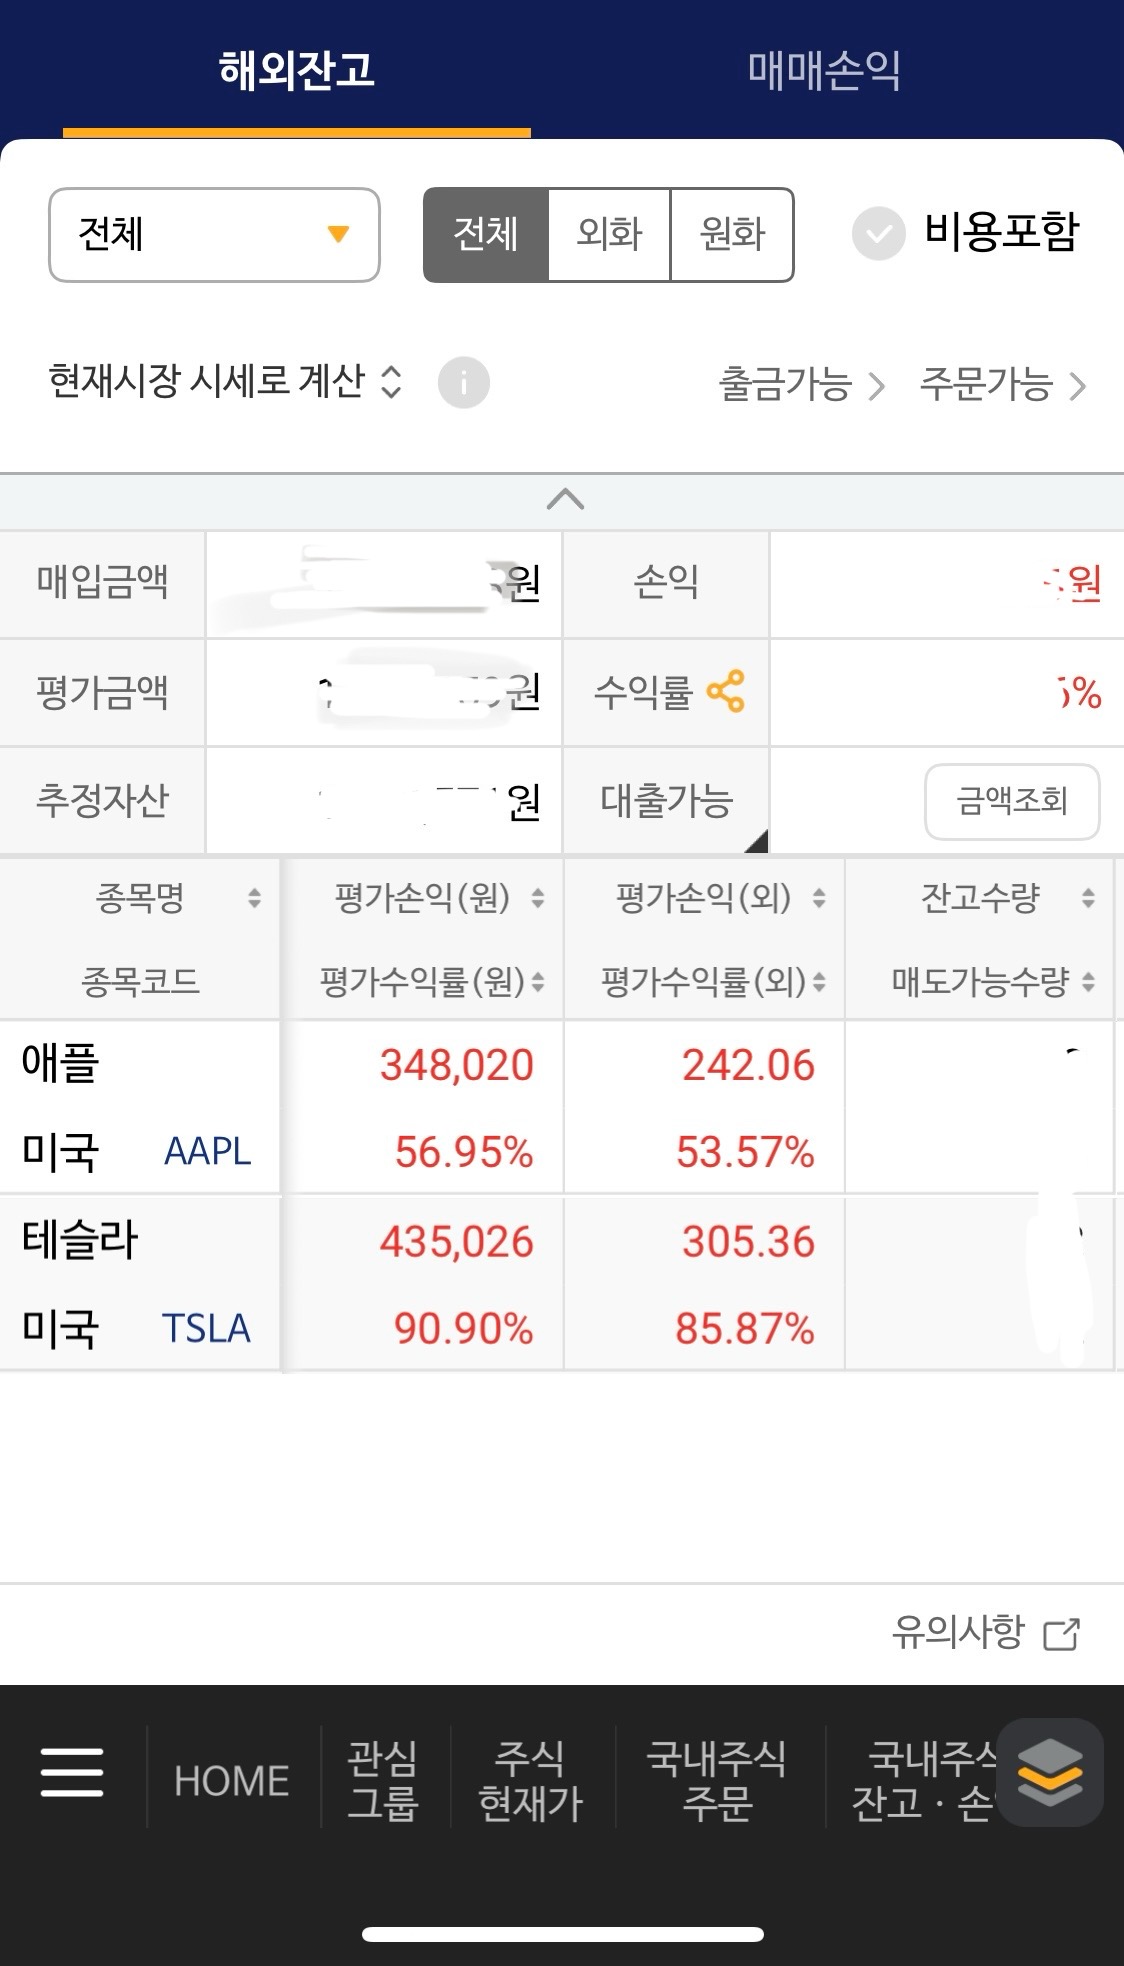 해외잔고 매매손익
전체 전체 외화 원화 비용포함
현재시장 시세로 계산 출금가능 주문가능
매입금액 원 손익 원
평가금액 원 수익률 %
추정자산 원 대출가능 금액조회
종목명 평가손익(원) 평가손익(외) 잔고수량
종목코드 평가수익률(원) 평가수익률(외) 매도가능수량
애플 348,020 242.06
미국 AAPL 56.95% 53.57%
테슬라 435,026 305.36
미국 TSLA 90.90% 85.87%
유의사항
HOME
관심
그룹
주식
현재가
국내주식
주문
국내주식
잔고 · 손